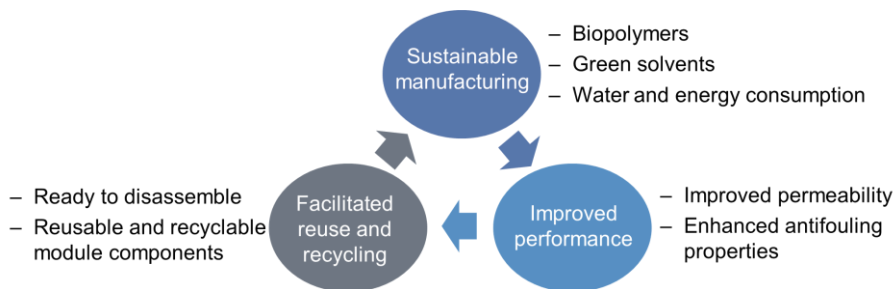 Sustainable
manufacturing
– Biopolymers
– Green solvents
– Water and energy consumption
– Ready to disassemble
– Reusable and recyclable
module components
Facilitated
reuse and
recycling
Improved
performance
– Improved permeability
– Enhanced antifouling
properties